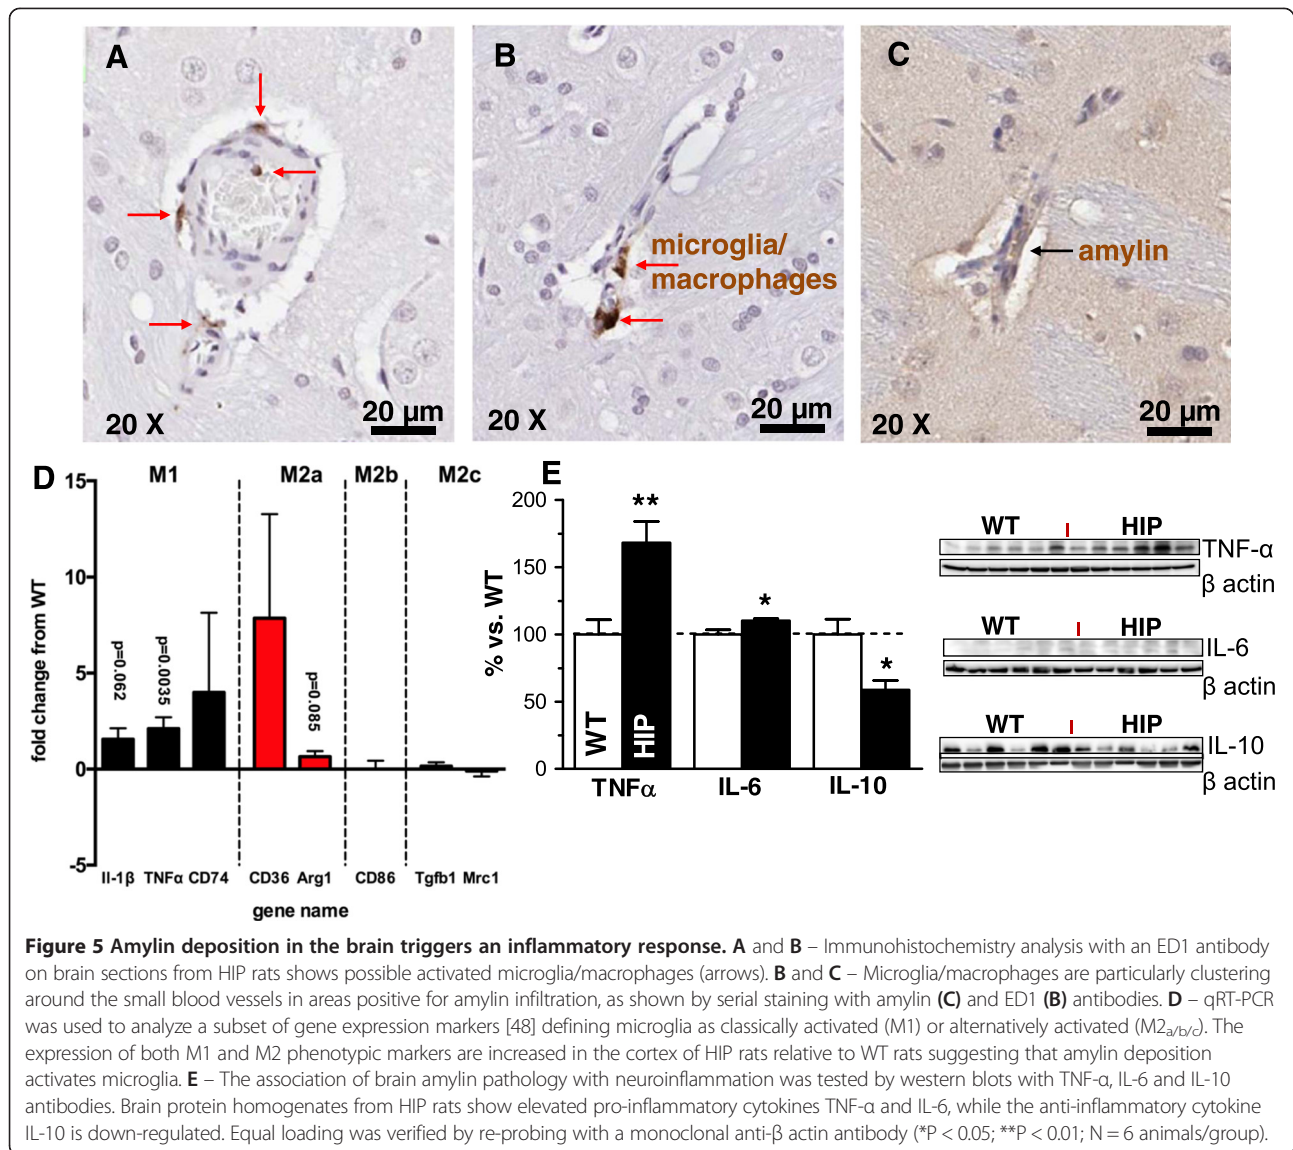 A
B
C
microglia/
macrophages
amylin
20 X
20 µm
20 X
20 µm
20 X
20 µm
D
M1
M2a
M2b
M2c
15
10
5
0
-5
fold change from WT
p=0.062
p=0.0035
p=0.085
Il-1β TNFα CD74 CD36 Arg1 CD86 Tgfb1 Mrc1
gene name
E
200
150
100
50
0
% vs. WT
**
*
*
WT
HIP
TNFα IL-6 IL-10
WT HIP
TNF-α
β actin
WT HIP
IL-6
β actin
WT HIP
IL-10
β actin
Figure 5 Amylin deposition in the brain triggers an inflammatory response. A and B – Immunohistochemistry analysis with an ED1 antibody
on brain sections from HIP rats shows possible activated microglia/macrophages (arrows). B and C – Microglia/macrophages are particularly clustering
around the small blood vessels in areas positive for amylin infiltration, as shown by serial staining with amylin (C) and ED1 (B) antibodies. D – qRT-PCR
was used to analyze a subset of gene expression markers [48] defining microglia as classically activated (M1) or alternatively activated (M2a/b/c). The
expression of both M1 and M2 phenotypic markers are increased in the cortex of HIP rats relative to WT rats suggesting that amylin deposition
activates microglia. E – The association of brain amylin pathology with neuroinflammation was tested by western blots with TNF-α, IL-6 and IL-10
antibodies. Brain protein homogenates from HIP rats show elevated pro-inflammatory cytokines TNF-α and IL-6, while the anti-inflammatory cytokine
IL-10 is down-regulated. Equal loading was verified by re-probing with a monoclonal anti-β actin antibody (*P < 0.05; **P < 0.01; N = 6 animals/group).